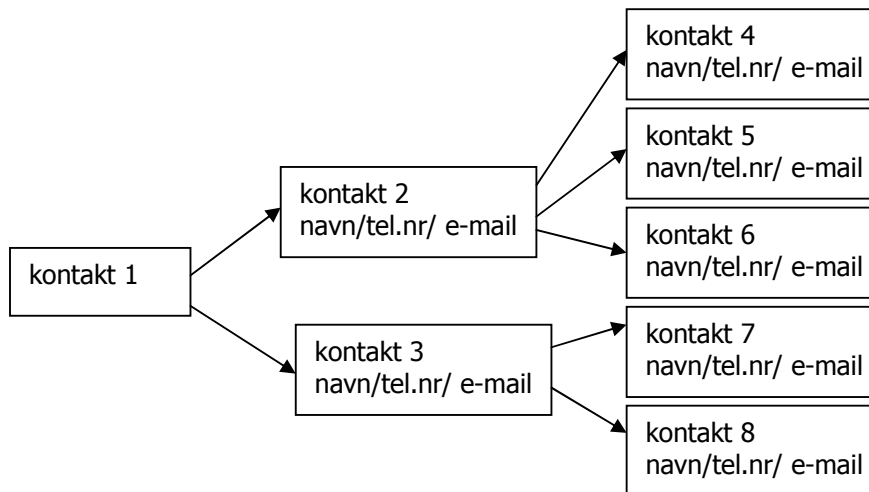 kontakt 1
kontakt 2
navn/tel.nr/ e-mail
kontakt 3
navn/tel.nr/ e-mail
kontakt 4
navn/tel.nr/ e-mail
kontakt 5
navn/tel.nr/ e-mail
kontakt 6
navn/tel.nr/ e-mail
kontakt 7
navn/tel.nr/ e-mail
kontakt 8
navn/tel.nr/ e-mail